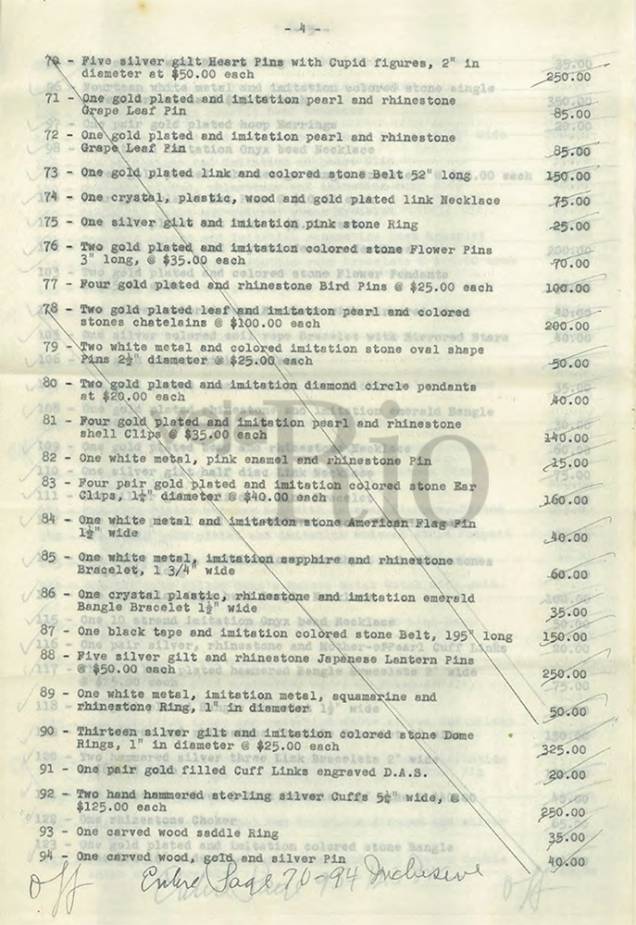 - 4 -
70 - Five silver gilt Heart Pins with Cupid figures, 2" in
diameter at $50.00 each 250.00
71 - One gold plated and imitation pearl and rhinestone
Grape Leaf Pin 85.00
72 - One gold plated and imitation pearl and rhinestone
Grape Leaf Pin 85.00
73 - One gold plated link and colored stone Belt 52" long 150.00
74 - One crystal, plastic, wood and gold plated link Necklace 75.00
75 - One silver gilt and imitation pink stone Ring 25.00
76 - Two gold plated and imitation colored stone Flower Pins
3" long, @ $35.00 each 70.00
77 - Four gold plated and rhinestone Bird Pins @ $25.00 each 100.00
78 - Two gold plated leaf and imitation pearl and colored
stones chatelains @ $100.00 each 200.00
79 - Two white metal and colored imitation stone oval shape
Pins 2½" diameter @ $25.00 each 50.00
80 - Two gold plated and imitation diamond circle pendants
at $20.00 each 40.00
81 - Four gold plated and imitation pearl and rhinestone
shell Clips @ $35.00 each 140.00
82 - One white metal, pink enamel and rhinestone Pin 15.00
83 - Four pair gold plated and imitation colored stone Ear
Clips, 1¼" diameter @ $40.00 each 160.00
84 - One white metal and imitation stone American Flag Pin
1½" wide 40.00
85 - One white metal, imitation sapphire and rhinestone
Bracelet, 1 3/4" wide 60.00
86 - One crystal plastic, rhinestone and imitation emerald
Bangle Bracelet 1½" wide 35.00
87 - One black tape and imitation colored stone Belt, 195" long 150.00
88 - Five silver gilt and rhinestone Japenese Lantern Pins
@ $50.00 each 250.00
89 - One white metal, imitation metal, aquamarine and
rhinestone Ring, 1" in diameter 50.00
90 - Thirteen silver gilt and imitation colored stone Dome
Rings, 1" in diameter @ $25.00 each 325.00
91 - One pair gold filled Cuff Links engraved D.A.S. 20.00
92 - Two hand hammered sterling silver Cuffs 5¼" wide, @
$125.00 each 250.00
93 - One carved wood saddle Ring 35.00
94 - One carved wood, gold and silver Pin 40.00
Off Entire Page 70-94 Inclusive
Rio